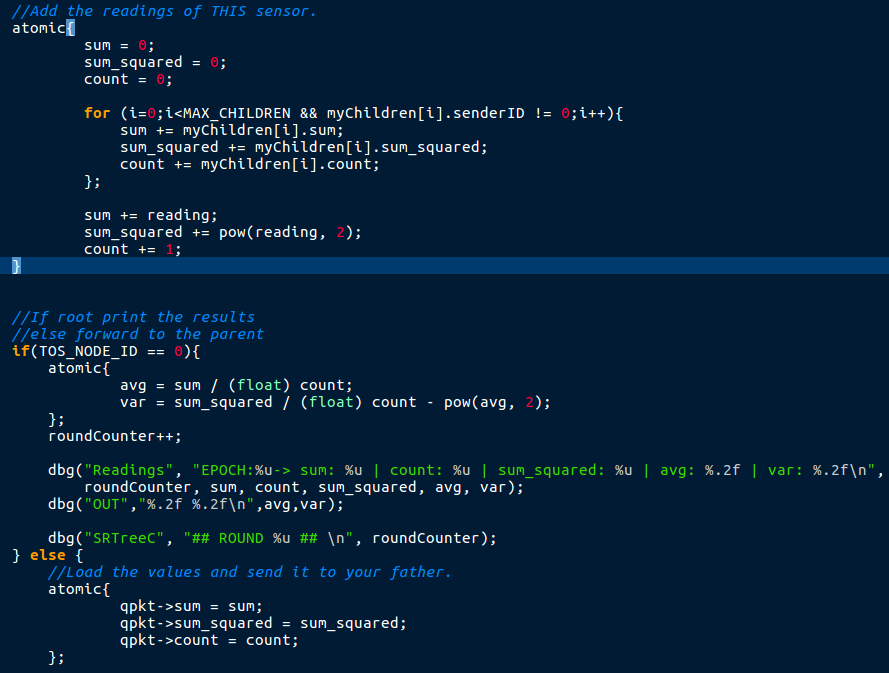 //Add the readings of THIS sensor.
atomic{
sum = 0;
sum_squared = 0;
count = 0;
for (i=0;i<MAX_CHILDREN && myChildren[i].senderID != 0;i++){
sum += myChildren[i].sum;
sum_squared += myChildren[i].sum_squared;
count += myChildren[i].count;
};
sum += reading;
sum_squared += pow(reading, 2);
count += 1;
}
//If root print the results
//else forward to the parent
if(TOS_NODE_ID == 0){
atomic{
avg = sum / (float) count;
var = sum_squared / (float) count - pow(avg, 2);
};
roundCounter++;
dbg("Readings", "EPOCH:%u-> sum: %u | count: %u | sum_squared: %u | avg: %.2f | var: %.2f\n",
roundCounter, sum, count, sum_squared, avg, var);
dbg("OUT","%.2f %.2f\n",avg,var);
dbg("SRTreeC", "## ROUND %u ## \n", roundCounter);
} else {
//Load the values and send it to your father.
atomic{
qpkt->sum = sum;
qpkt->sum_squared = sum_squared;
qpkt->count = count;
};